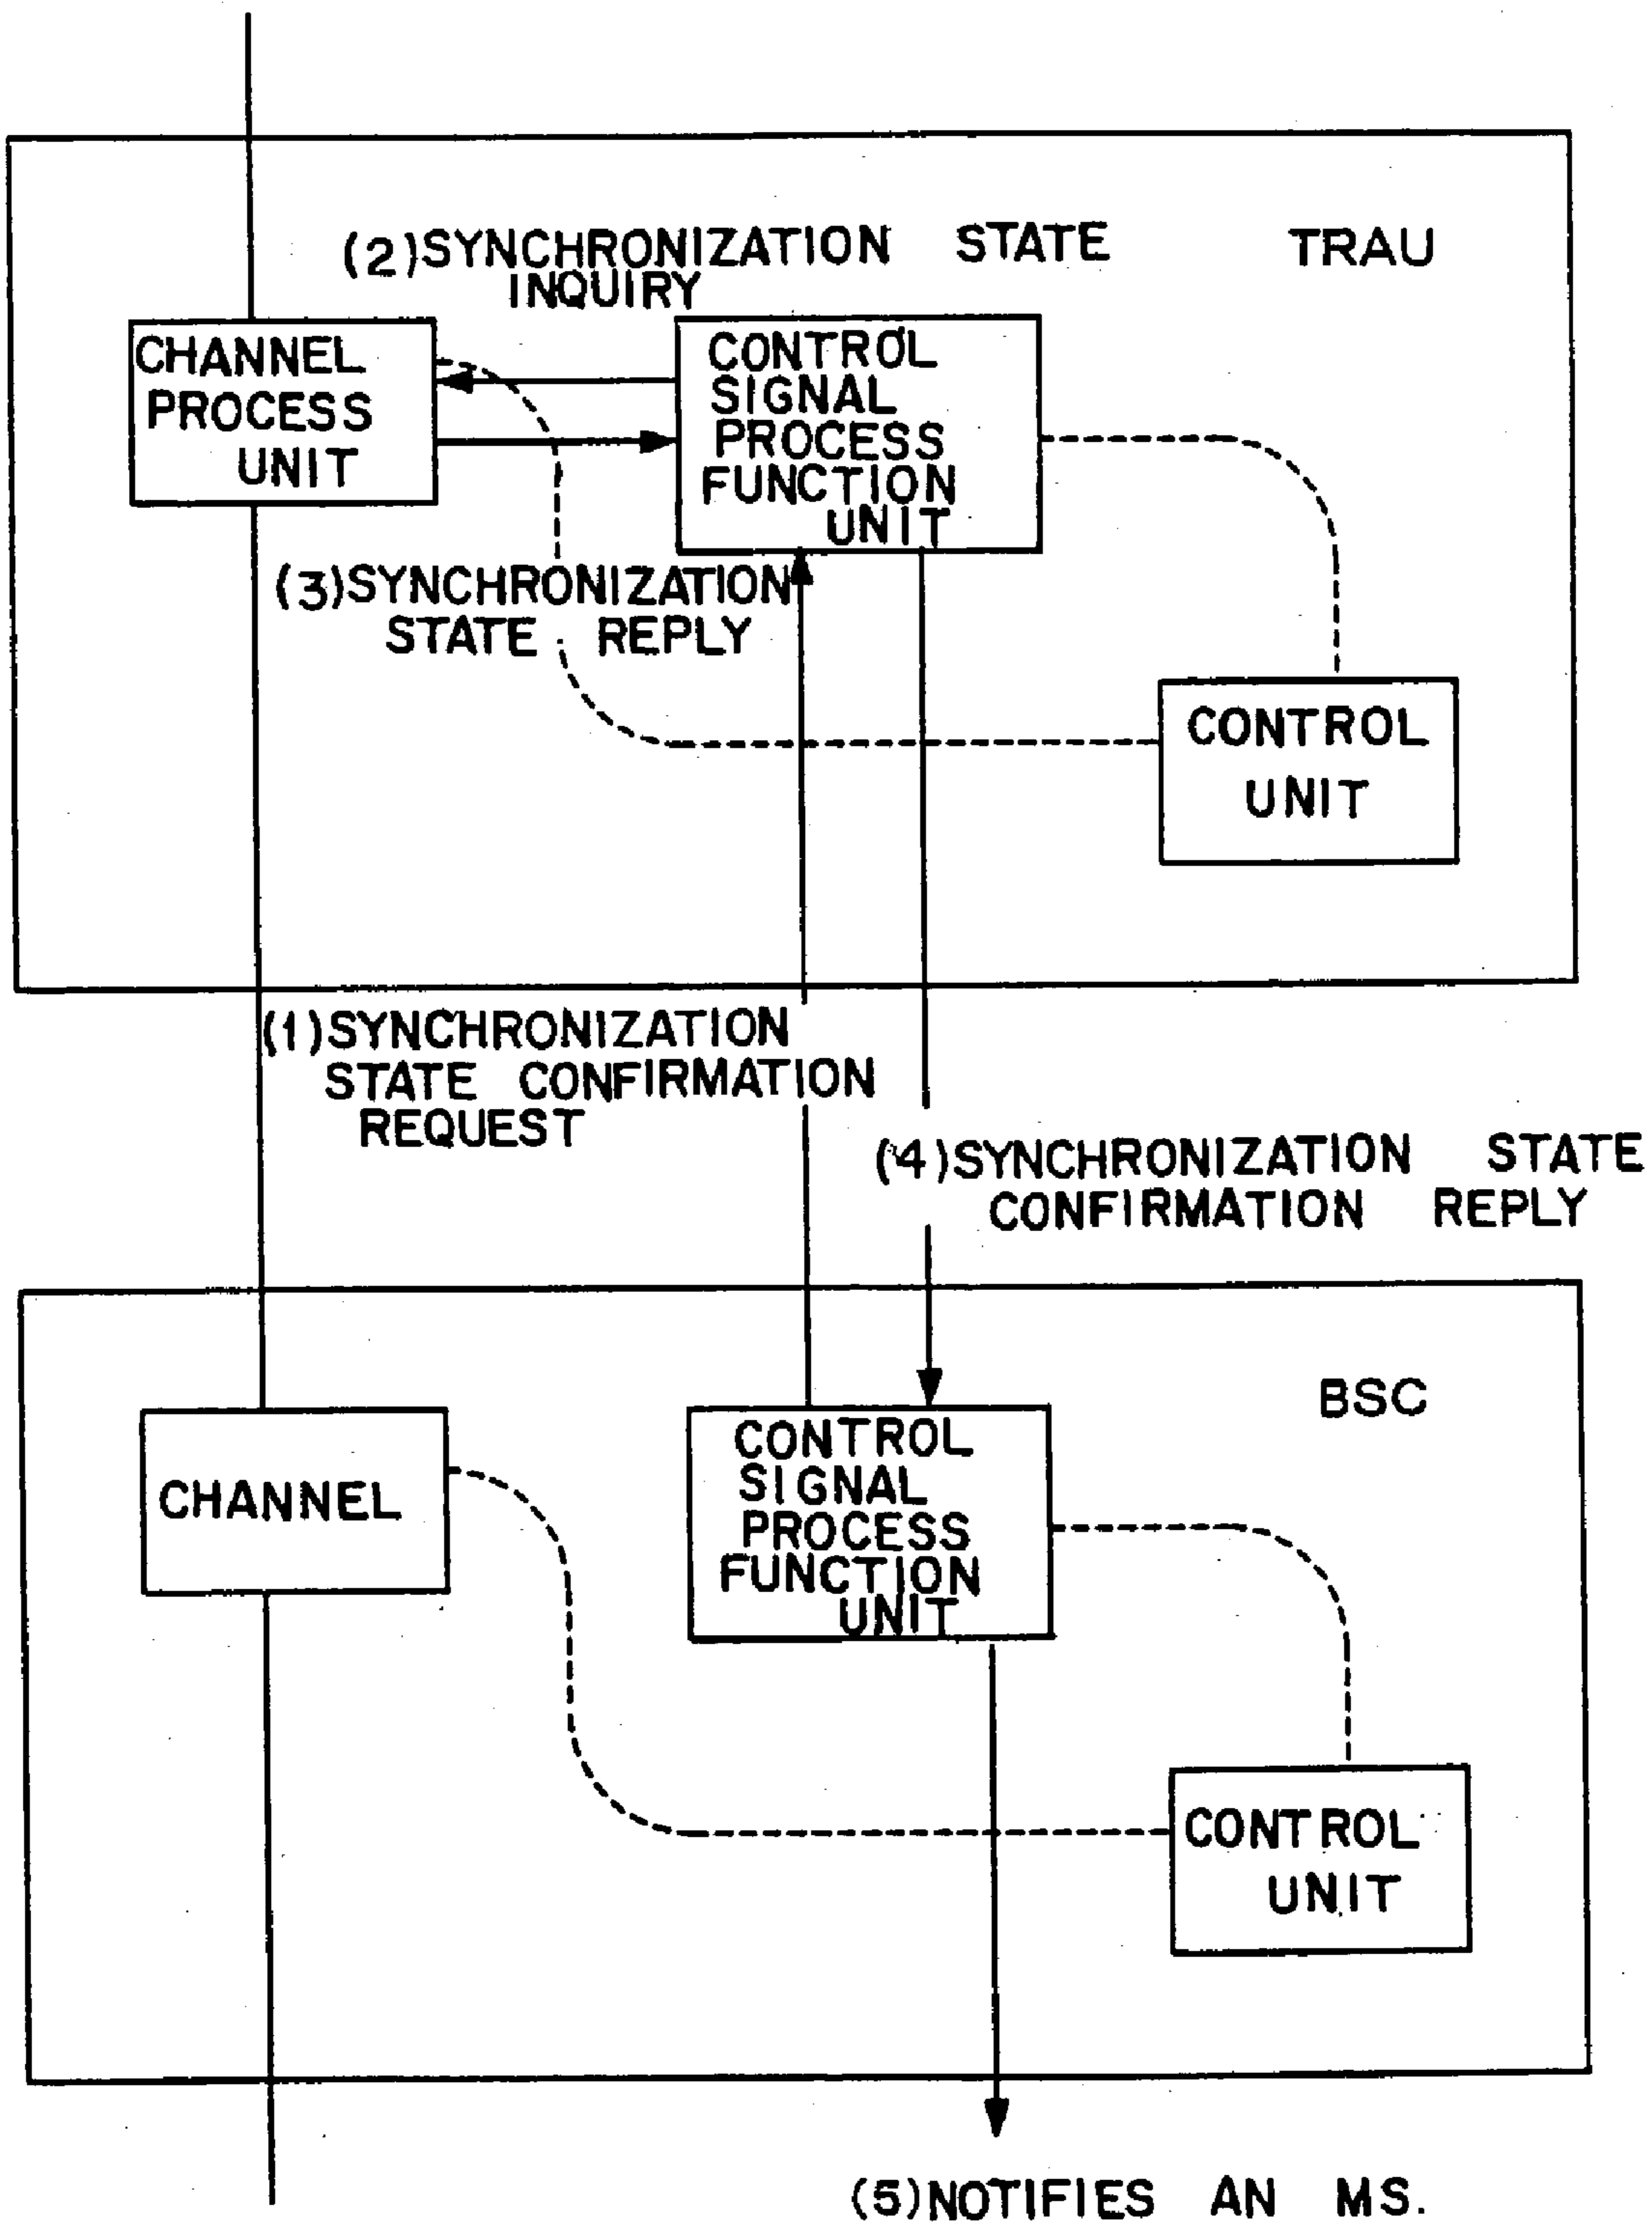 (2)SYNCHRONIZATION STATE
INQUIRY
TRAU
CHANNEL
PROCESS
UNIT
CONTROL
SIGNAL
PROCESS
FUNCTION
UNIT
(3)SYNCHRONIZATION
STATE REPLY
CONTROL
UNIT
(1)SYNCHRONIZATION
STATE CONFIRMATION
REQUEST
(4)SYNCHRONIZATION STATE
CONFIRMATION REPLY
BSC
CHANNEL
CONTROL
SIGNAL
PROCESS
FUNCTION
UNIT
CONTROL
UNIT
(5)NOTIFIES AN MS.